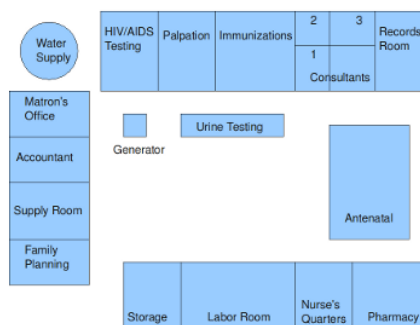 Water
Supply
HIV/AIDS
Testing
Palpation
Immunizations
2
3
1
Consultants
Records
Room
Matron's
Office
Accountant
Supply Room
Family
Planning
Generator
Urine Testing
Antenatal
Storage
Labor Room
Nurse's
Quarters
Pharmacy